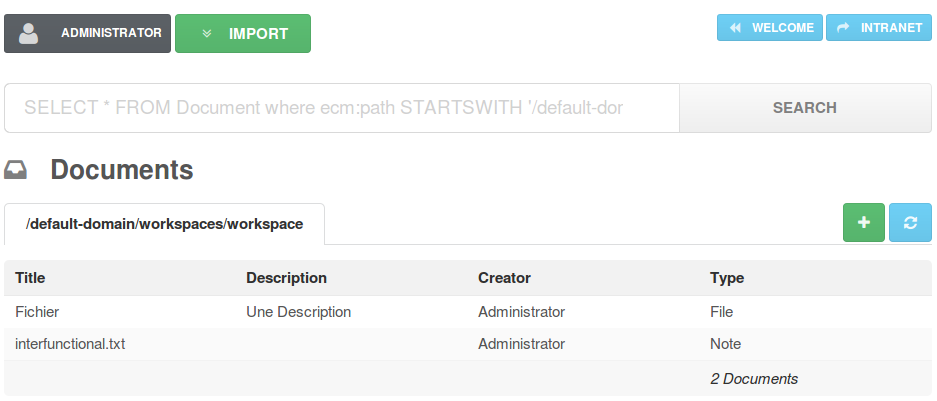 ADMINISTRATOR IMPORT WELCOME INTRANET
SELECT * FROM Document where ecm:path STARTSWITH '/default-dor SEARCH
Documents
/default-domain/workspaces/workspace
Title Description Creator Type
Fichier Une Description Administrator File
interfunctional.txt Administrator Note
2 Documents